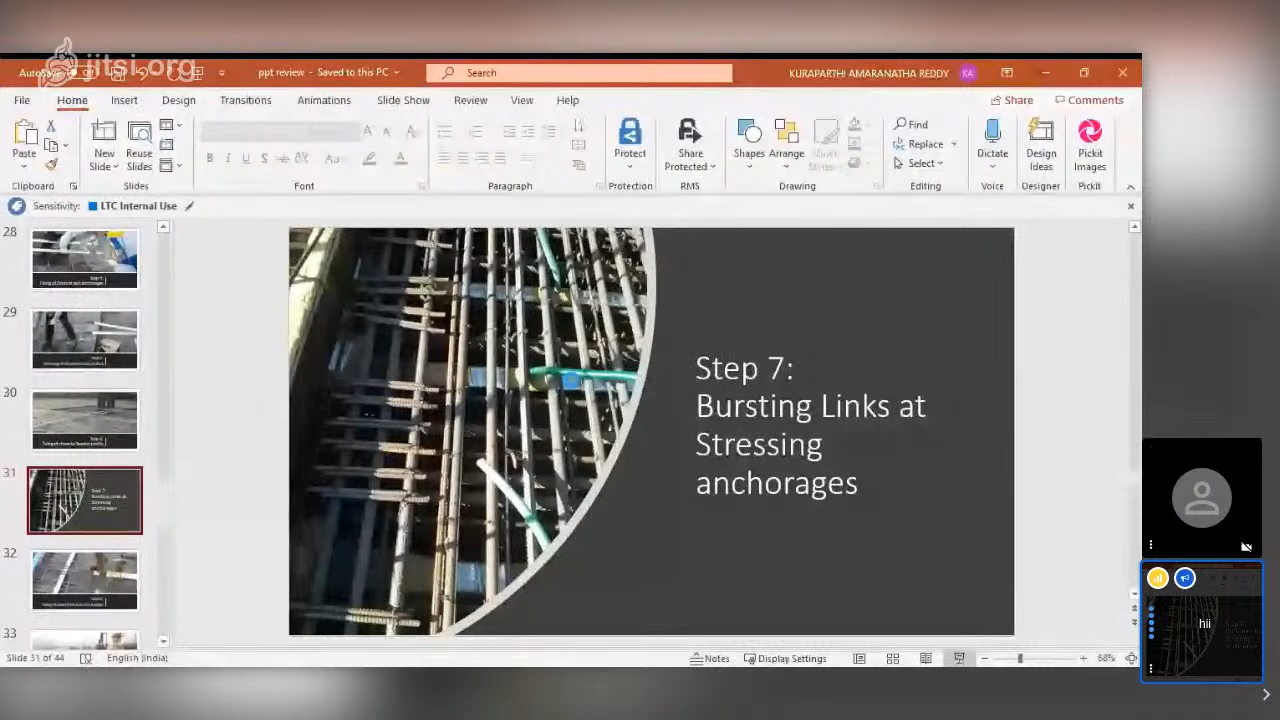 jitsi.org
AutoSave Off
ppt review - Saved to this PC
Search
KURAPARTHI AMARANATHA REDDY
KA
File Home Insert Design Transitions Animations Slide Show Review View Help
Share Comments
Paste
New Slide
Reuse Slides
Protect
Share Protected
Shapes Arrange
Find
Replace
Select
Dictate
Design Ideas
Pickit Images
Clipboard Slides Font Paragraph Protection RMS Drawing Editing Voice Designer Pickit
Sensitivity: LTC Internal Use
28
29
30
31
32
33
Step 7:
Bursting Links at
Stressing
anchorages
hii
Slide 31 of 44 English (India) Notes Display Settings 68%